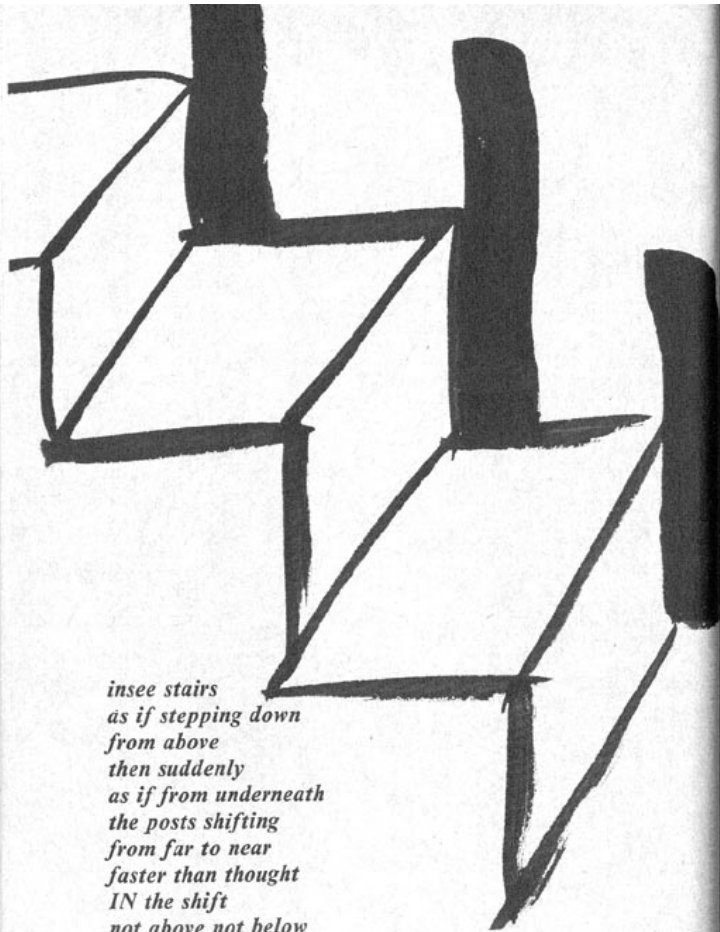 insee stairs
as if stepping down
from above
then suddenly
as if from underneath
the posts shifting
from far to near
faster than thought
IN the shift
not above not below